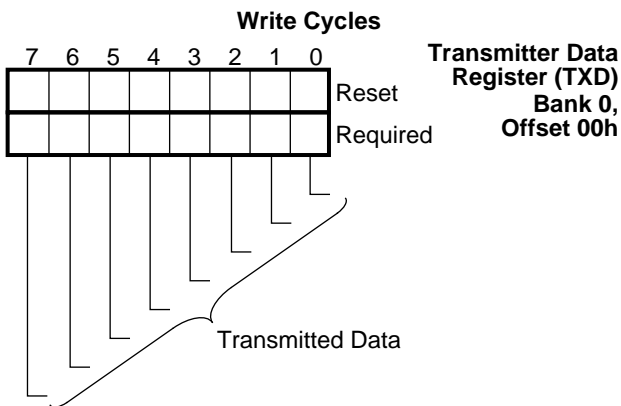 Write Cycles
7 6 5 4 3 2 1 0
Reset
Required
Transmitter Data
Register (TXD)
Bank 0,
Offset 00h
Transmitted Data